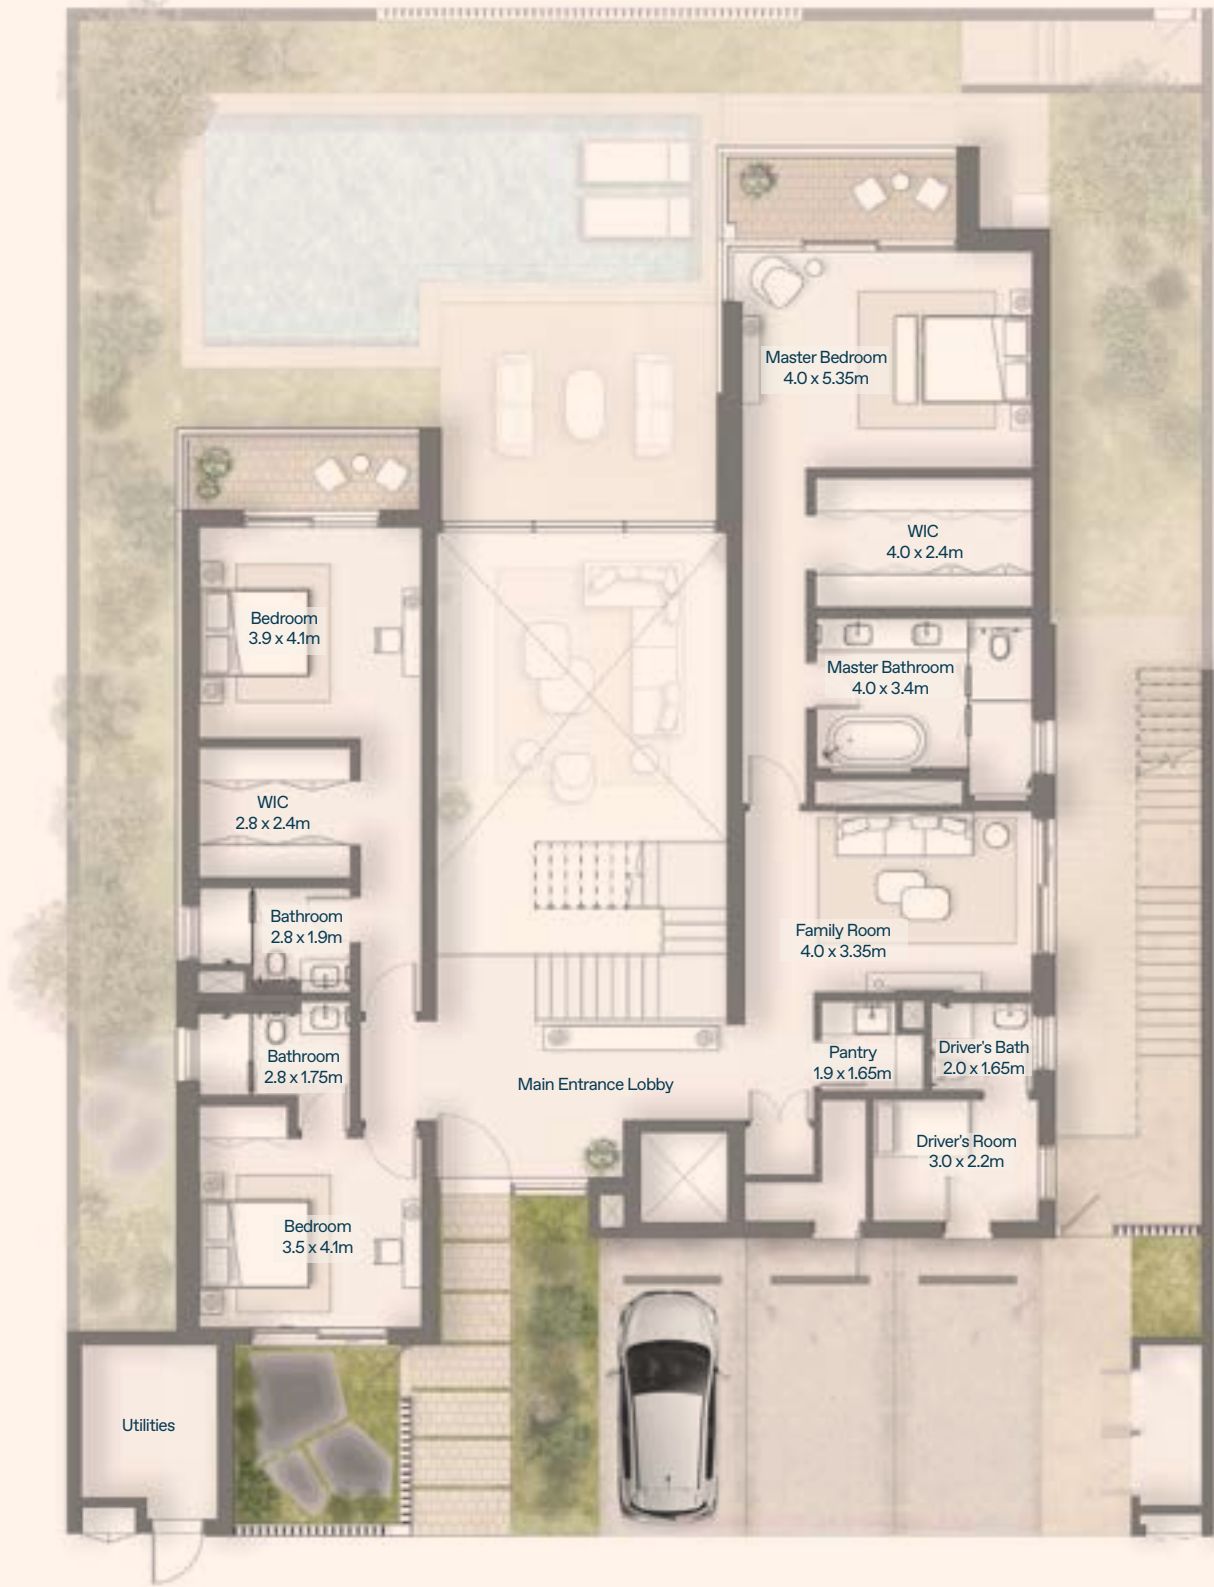 Master Bedroom
4.0 x 5.35m
WIC
4.0 x 2.4m
Bedroom
3.9 x 4.1m
Master Bathroom
4.0 x 3.4m
WIC
2.8 x 2.4m
Bathroom
2.8 x 1.9m
Family Room
4.0 x 3.35m
Bathroom
2.8 x 1.75m
Main Entrance Lobby
Pantry
1.9 x 1.65m
Driver's Bath
2.0 x 1.65m
Driver's Room
3.0 x 2.2m
Bedroom
3.5 x 4.1m
Utilities